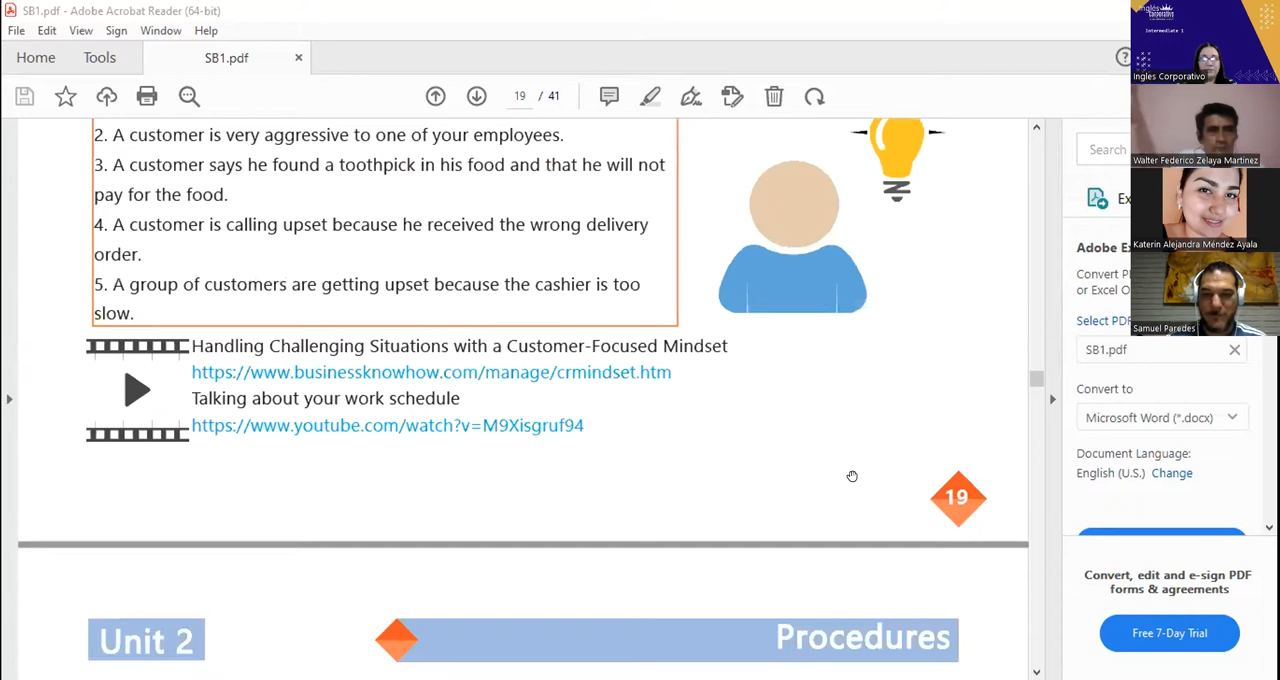 SB1.pdf - Adobe Acrobat Reader (64-bit)
File Edit View Sign Window Help
Home Tools SB1.pdf ×
19 / 41
2. A customer is very aggressive to one of your employees.
3. A customer says he found a toothpick in his food and that he will not
pay for the food.
4. A customer is calling upset because he received the wrong delivery
order.
5. A group of customers are getting upset because the cashier is too
slow.
Handling Challenging Situations with a Customer-Focused Mindset
https://www.businessknowhow.com/manage/crmindset.htm
Talking about your work schedule
https://www.youtube.com/watch?v=M9Xisgruf94
19
Unit 2
Procedures
Inglés
Corporativo
Intermediate 1
Ingles Corporativo
Walter Federico Zelaya Martinez
Katerin Alejandra Méndez Ayala
Samuel Paredes
Search
Ex
Adobe Ex
Convert P
or Excel O
Select PDF
SB1.pdf
Convert to
Microsoft Word (*.docx)
Document Language:
English (U.S.) Change
Convert, edit and e-sign PDF
forms & agreements
Free 7-Day Trial